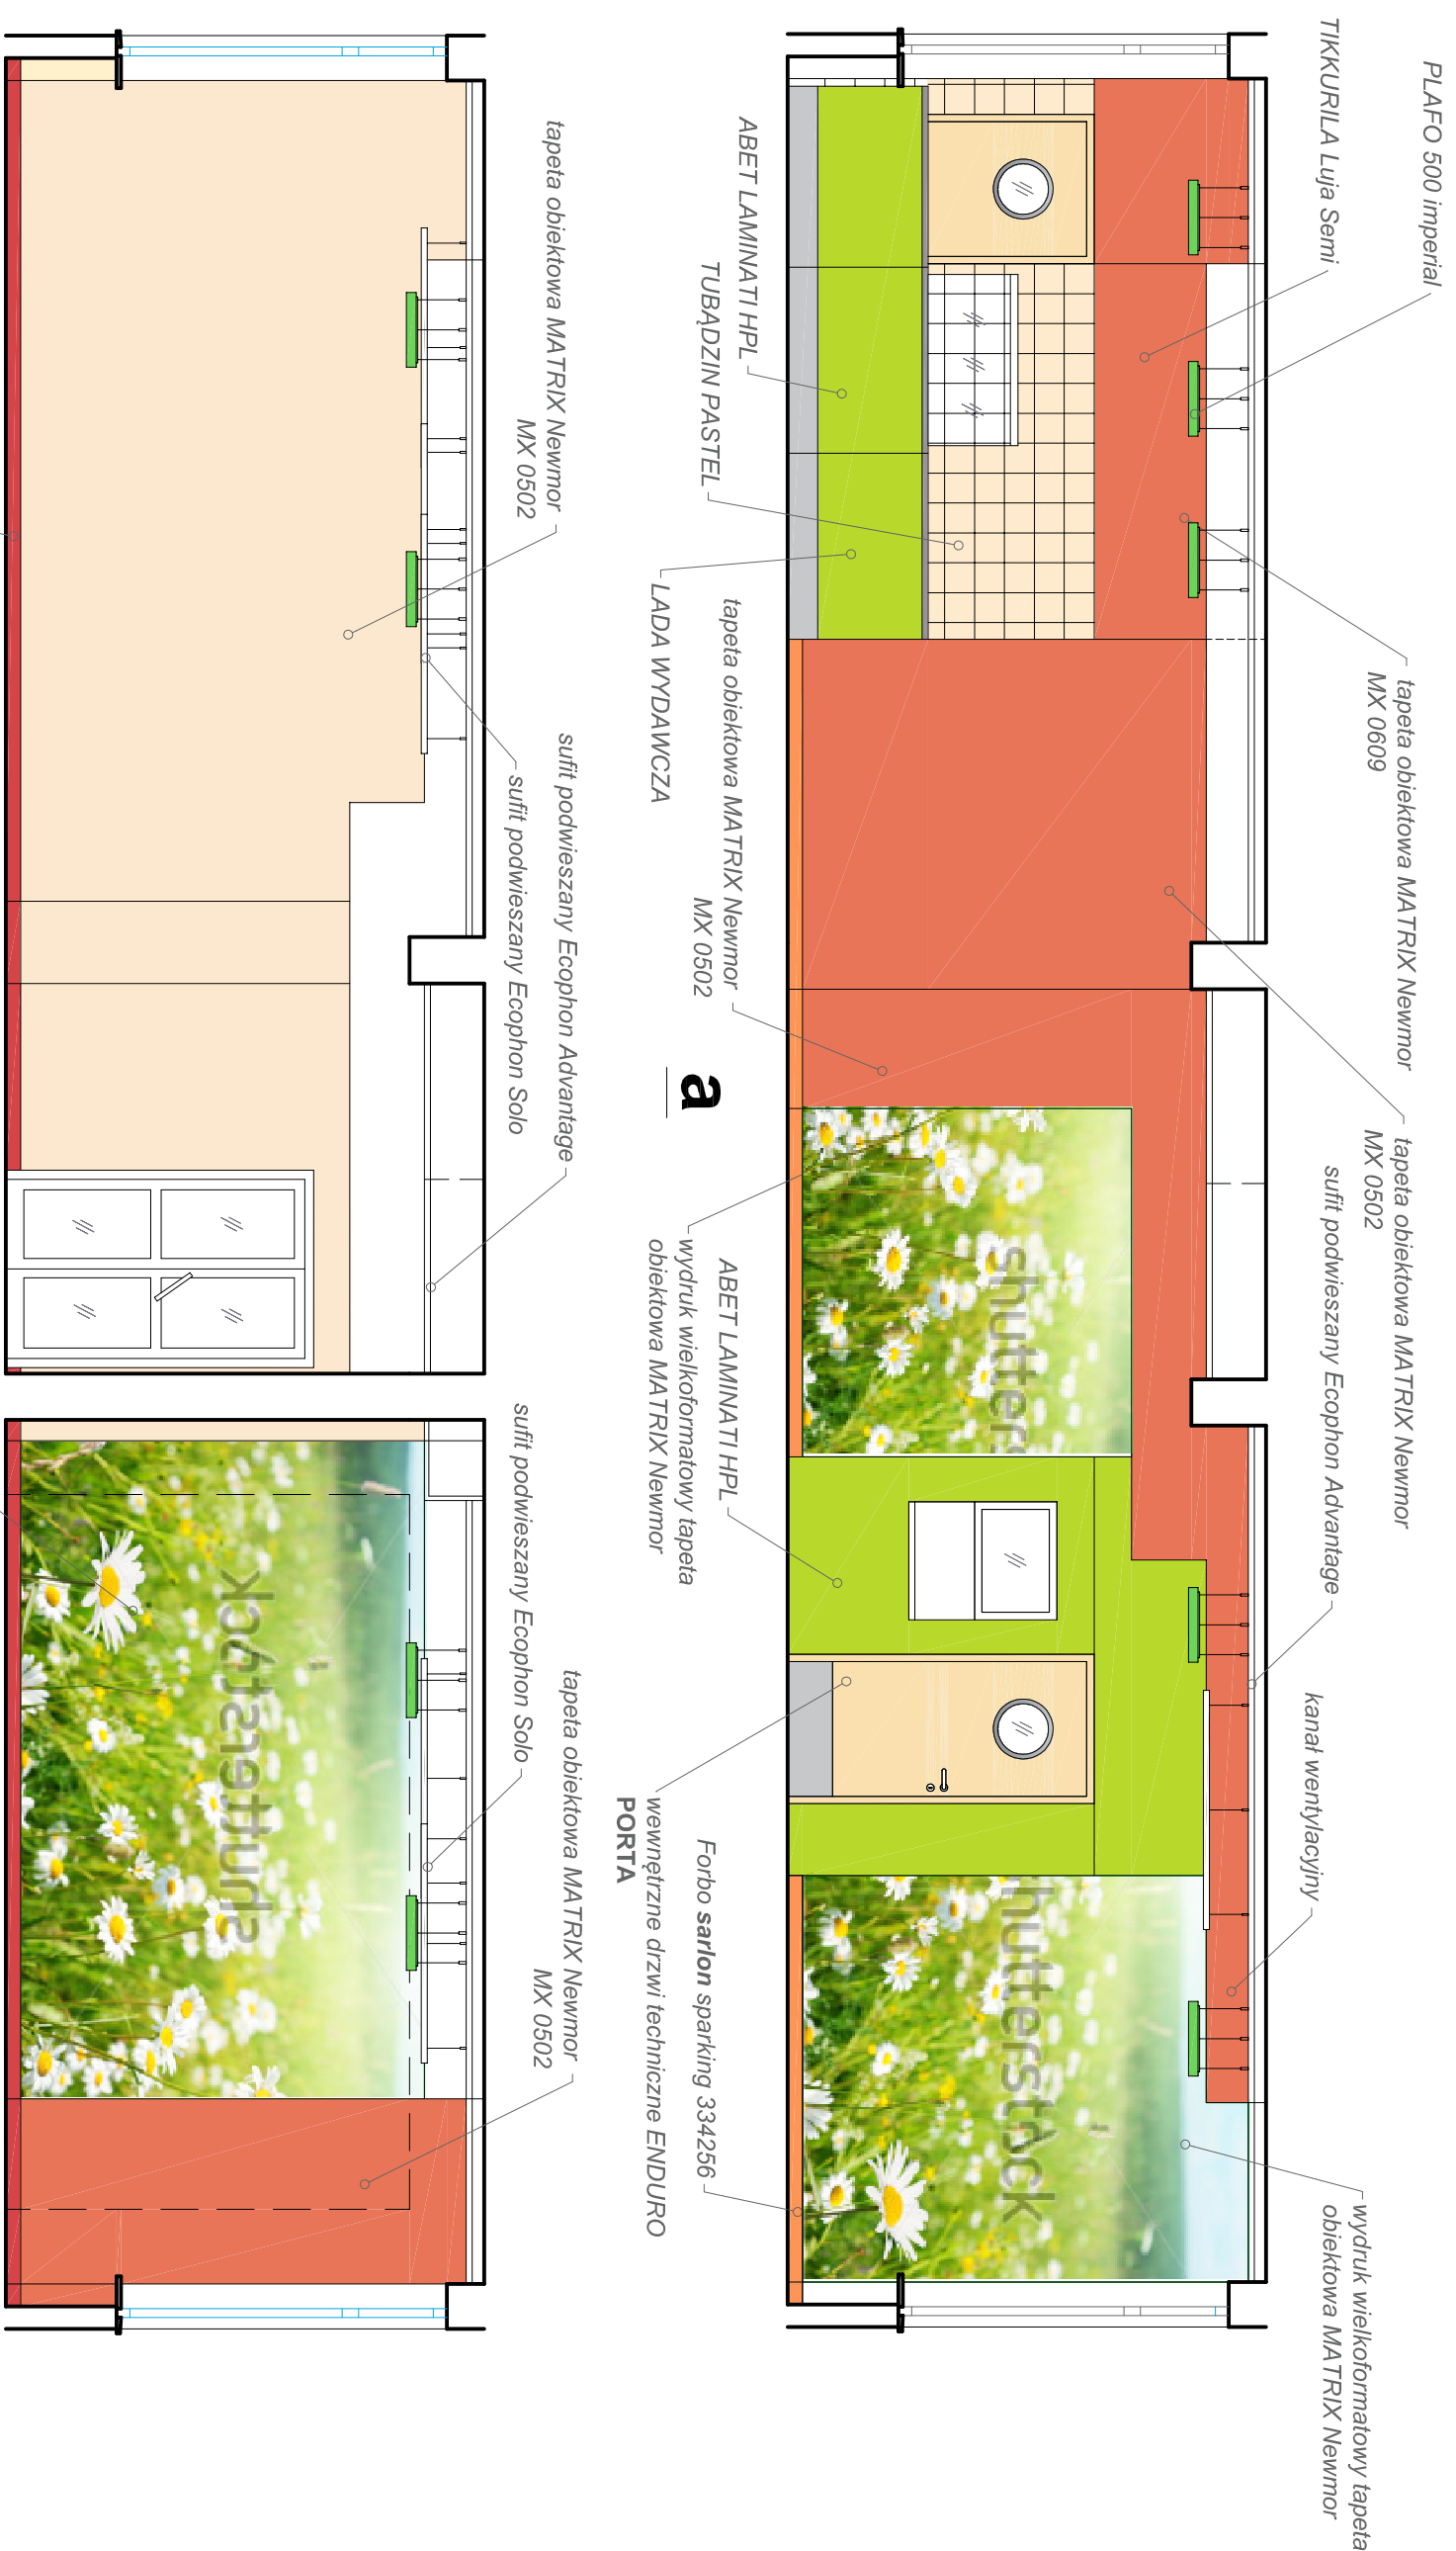 PLAFO 500 imperial
TIKKURILA Luja Semi
tapeta obiektowa MATRIX Newmor
MX 0609
tapeta obiektowa MATRIX Newmor
MX 0502
sufit podwieszany Ecophon Advantage
kanał wentylacyjny
wydruk wielkoformatowy tapeta
obiektowa MATRIX Newmor
shutters
shutterstock
ABET LAMINATI HPL
TUBĄDZIN PASTEL
LADA WYDAWCZA
tapeta obiektowa MATRIX Newmor
MX 0502
a
wydruk wielkoformatowy tapeta
obiektowa MATRIX Newmor
ABET LAMINATI HPL
wewnętrzne drzwi techniczne ENDURO
PORTA
Forbo sarlon sparking 334256
tapeta obiektowa MATRIX Newmor
MX 0502
sufit podwieszany Ecophon Advantage
sufit podwieszany Ecophon Solo
sufit podwieszany Ecophon Solo
tapeta obiektowa MATRIX Newmor
MX 0502
shutterstock